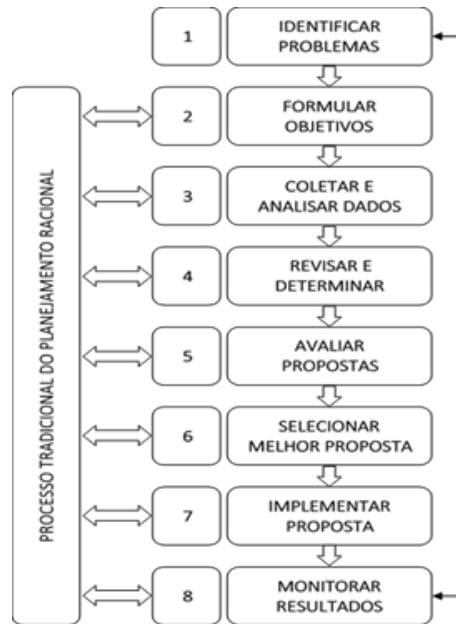 1
IDENTIFICAR
PROBLEMAS
PROCESSO TRADICIONAL DO PLANEJAMENTO RACIONAL
2
FORMULAR
OBJETIVOS
3
COLETAR E
ANALISAR DADOS
4
REVISAR E
DETERMINAR
5
AVALIAR
PROPOSTAS
6
SELECIONAR
MELHOR PROPOSTA
7
IMPLEMENTAR
PROPOSTA
8
MONITORAR
RESULTADOS